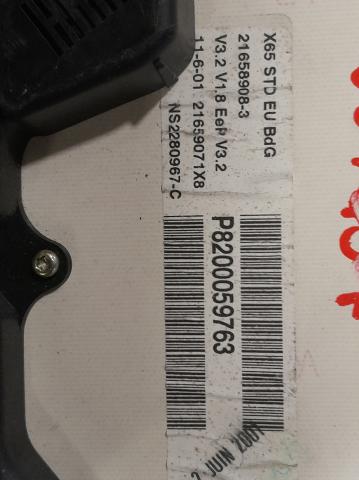 X65 STD EU BdG
21658908-3
V3.2 V1.8 EeP V3.2
11-6-01 21659071X8
NS2280967-C
P8200059763
JUIN 2001